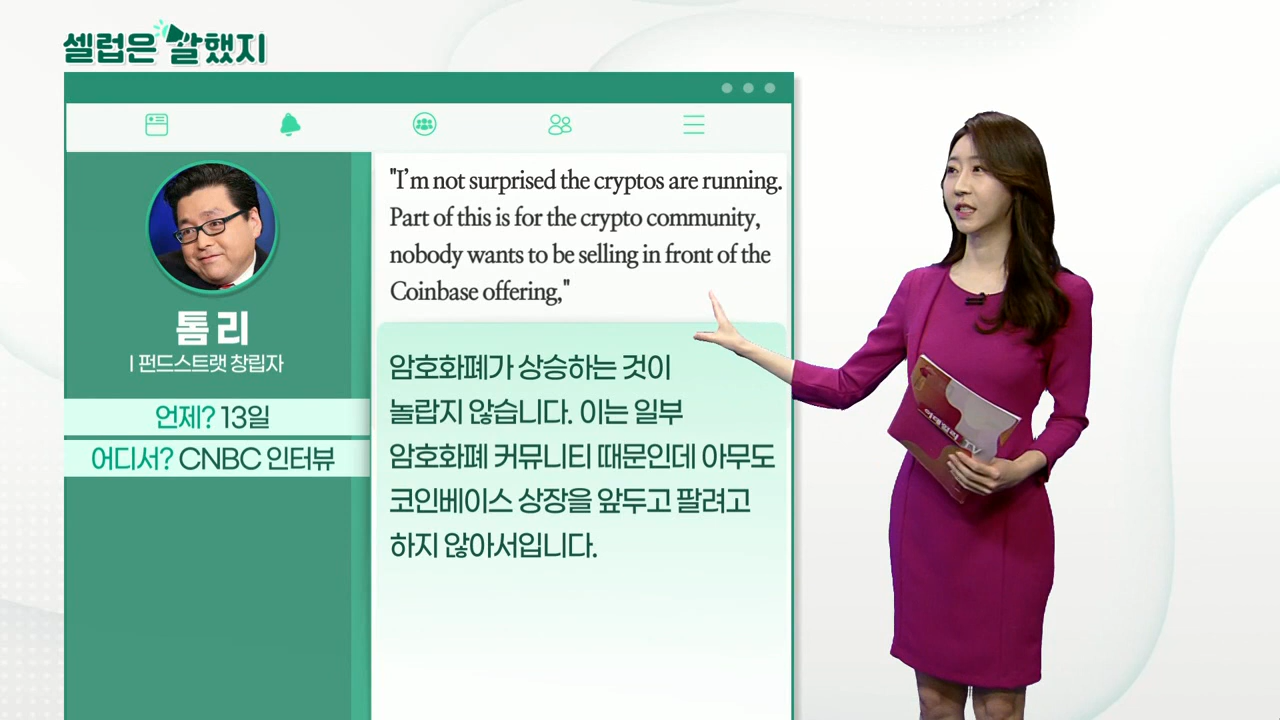 셀럽은 말했지
"I'm not surprised the cryptos are running.
Part of this is for the crypto community,
nobody wants to be selling in front of the
Coinbase offering,"
톰 리
펀드스트랫 창립자
언제? 13일
어디서? CNBC 인터뷰
암호화폐가 상승하는 것이
놀랍지 않습니다. 이는 일부
암호화폐 커뮤니티 때문인데 아무도
코인베이스 상장을 앞두고 팔려고
하지 않아서입니다.
이데일리 TV